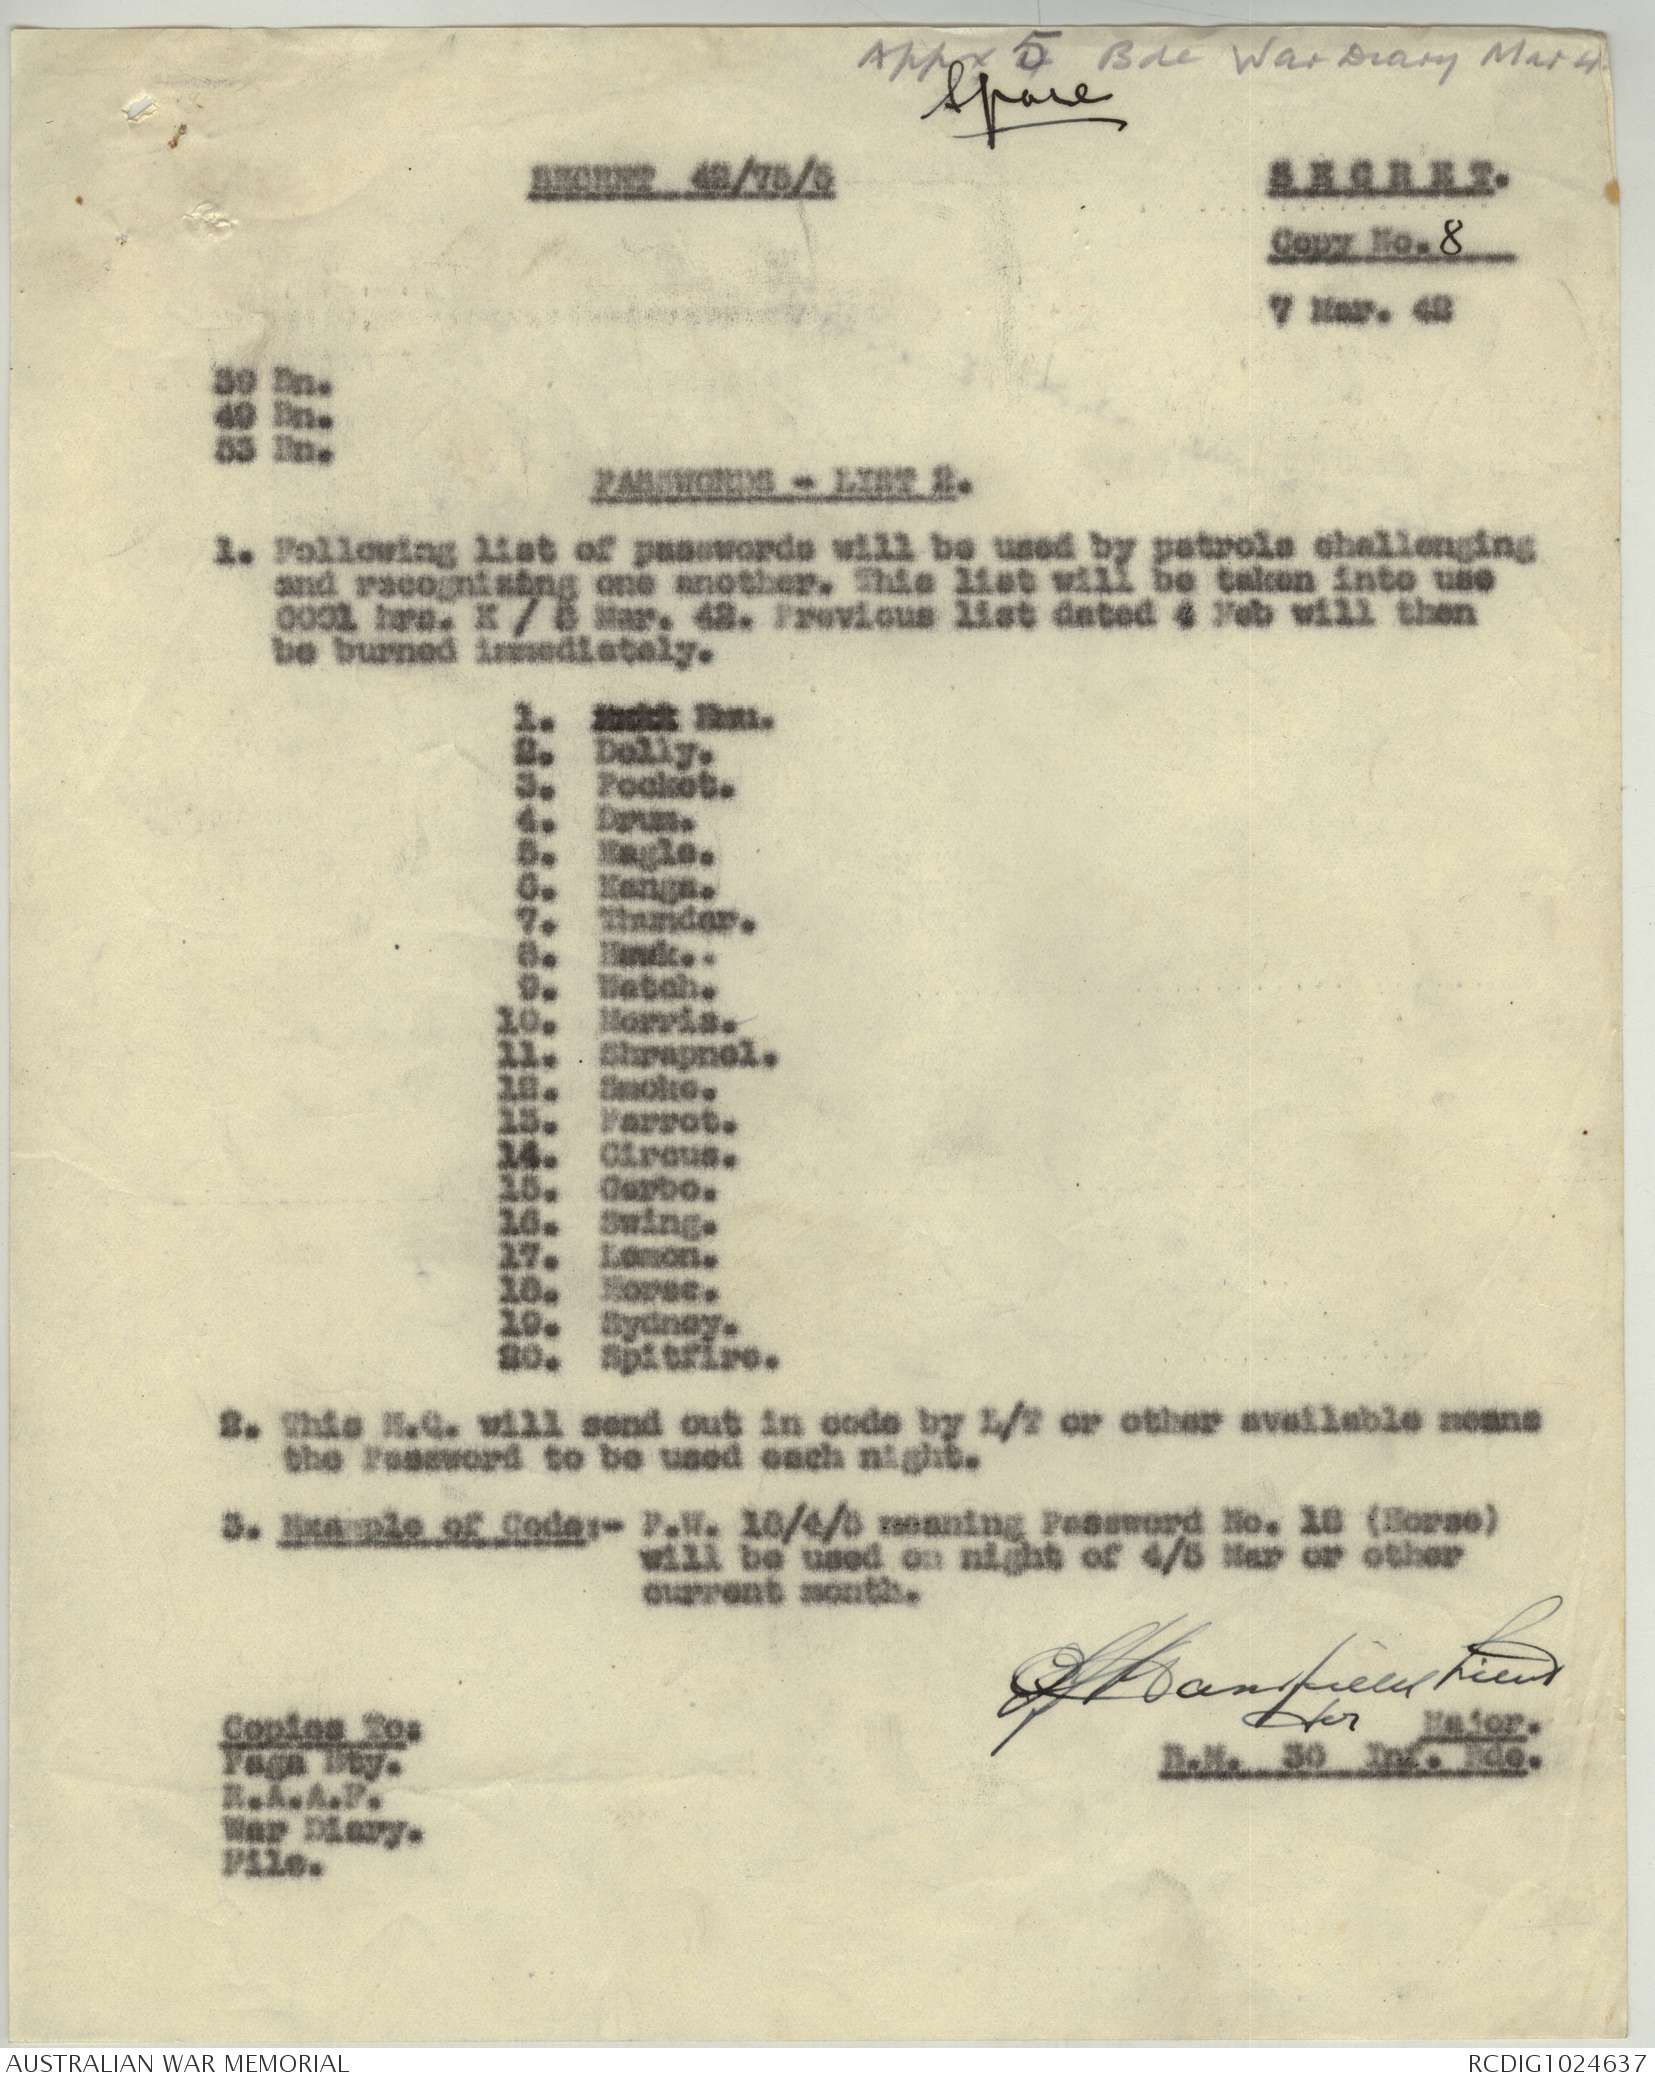 Appx 5 Bde War Diary Mar 4
Spare
SECRET 42/75/5
SECRET.
Copy No. 8
7 Mar. 42
39 Bn.
49 Bn.
53 Bn.
PASSWORDS - LIST 2.
1. Following list of passwords will be used by patrols challenging
and recognising one another. This list will be taken into use
0001 hrs. K / 8 Mar. 42. Previous list dated 4 Feb will then
be burned immediately.
1. Emu.
2. Dolly.
3. Pocket.
4. Drum.
5. Eagle.
6. Kanga.
7. Thunder.
8. Hawk..
9. Watch.
10. Morris.
11. Shrapnel.
12. Smoke.
13. Parrot.
14. Circus.
15. Garbo.
16. Swing.
17. Lemon.
18. Horse.
19. Sydney.
20. Spitfire.
2. This H.Q. will send out in code by L/T or other available means
the Password to be used each night.
3. Example of Code:- P.W. 18/4/5 meaning Password No. 18 (Horse)
will be used on night of 4/5 Mar or other
current month.
Mansfield Lieut
for Major.
B.M. 30 Inf. Bde.
Copies To:
Paga Bty.
R.A.A.F.
War Diary.
File.
AUSTRALIAN WAR MEMORIAL
RCDIG1024637